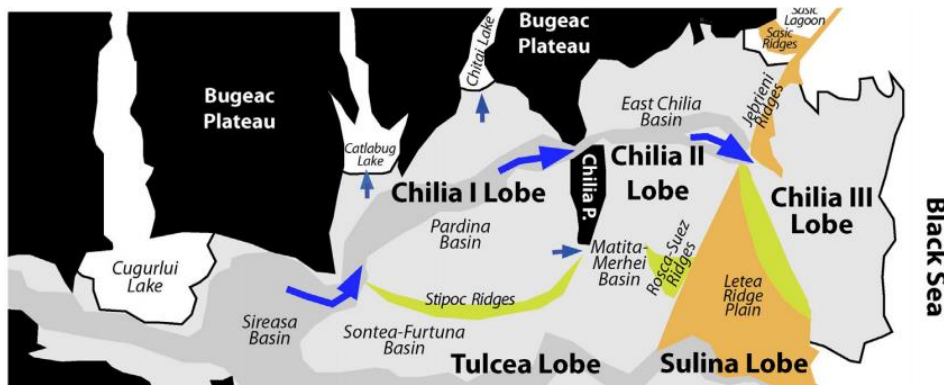 Sasic
Lagoon
Sasic
Ridges
Bugeac
Plateau
Chitai Lake
Bugeac
Plateau
Jebrieni
Ridges
East Chilia
Basin
Catlabug
Lake
Chilia P.
Chilia II
Lobe
Chilia I Lobe
Chilia III
Lobe
Black Sea
Pardina
Basin
Matita-
Merhei
Basin
Rosca-Suez
Ridges
Cugurlui
Lake
Letea
Ridge
Plain
Stipoc Ridges
Sireasa
Basin
Sontea-Furtuna
Basin
Tulcea Lobe
Sulina Lobe